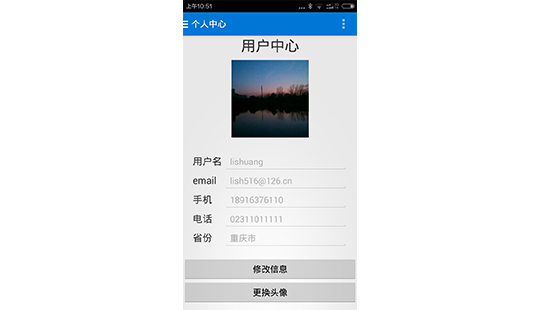 上午10:51
个人中心
用户中心
用户名 lishuang
email lish516@126.cn
手机 18916376110
电话 02311011111
省份 重庆市
修改信息
更换头像